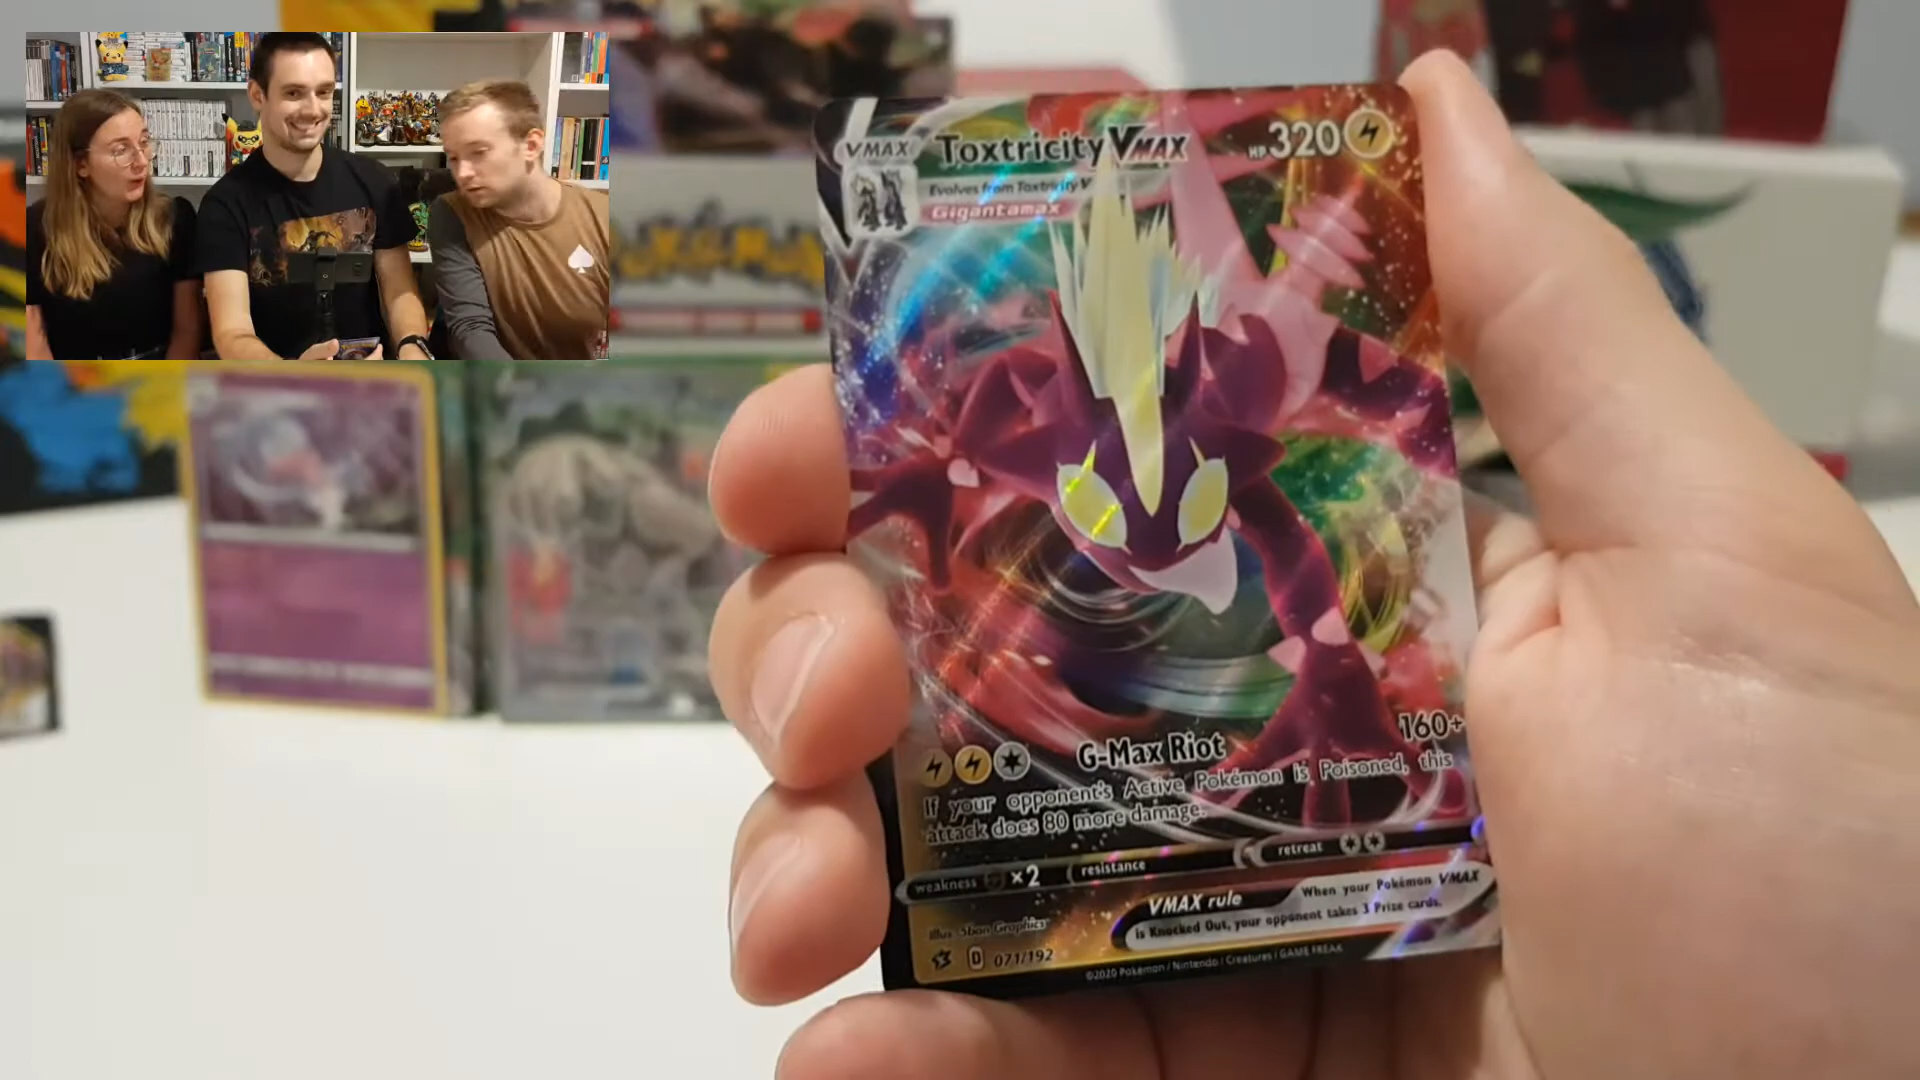 VMAX Toxtricity VMAX HP 320
Evolves from Toxtricity V
Gigantamax
G-Max Riot 160+
If your opponent's Active Pokémon is Poisoned, this
attack does 80 more damage.
weakness ×2 resistance retreat
VMAX rule When your Pokémon VMAX
is Knocked Out, your opponent takes 3 Prize cards.
Illus. 5ban Graphics
D 071/192
©2020 Pokémon / Nintendo / Creatures / GAME FREAK
POKéMON